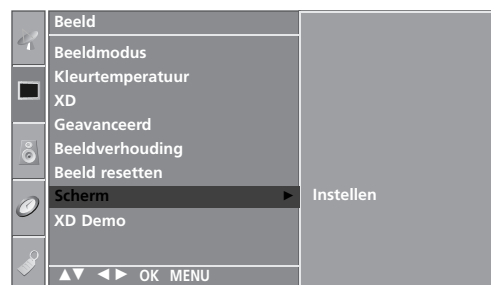 Beeld
Beeldmodus
Kleurtemperatuur
XD
Geavanceerd
Beeldverhouding
Beeld resetten
Scherm ► Instellen
XD Demo
▲▼ ◄► OK MENU